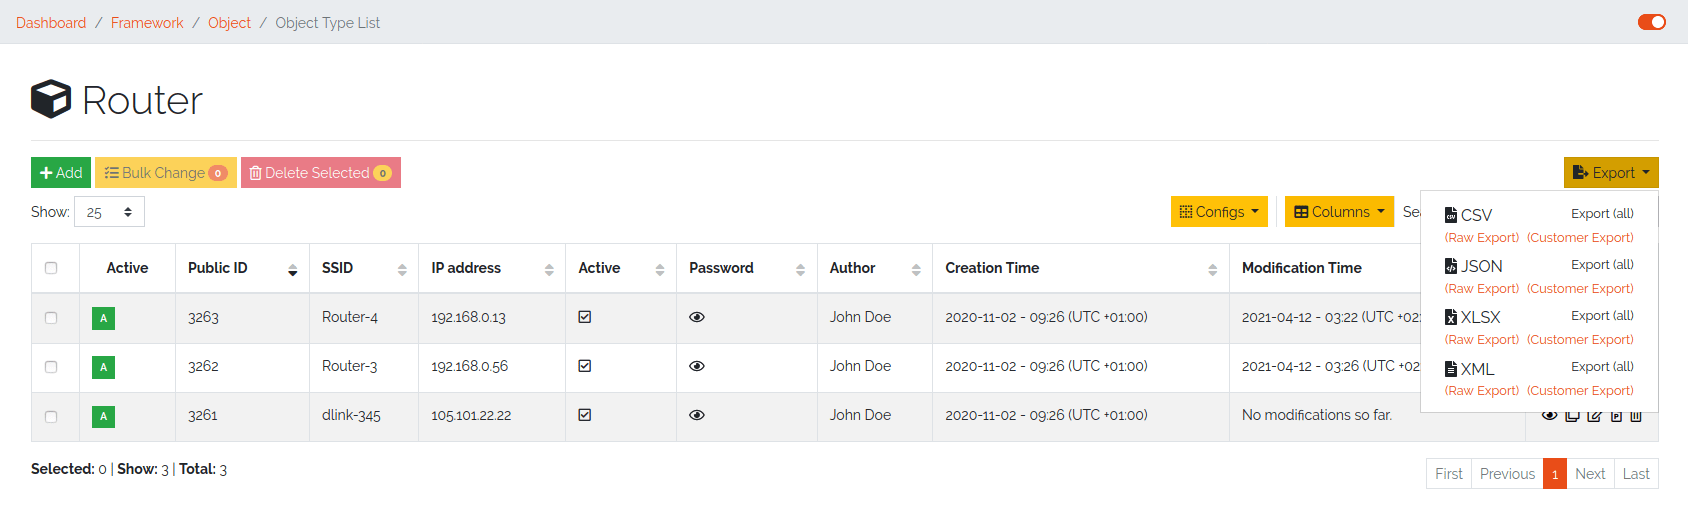 Dashboard / Framework / Object / Object Type List
Router
Add Bulk Change 0 Delete Selected 0 Export
Show: 25 Configs Columns
CSV Export (all)
(Raw Export) (Customer Export)
JSON Export (all)
(Raw Export) (Customer Export)
XLSX Export (all)
(Raw Export) (Customer Export)
XML Export (all)
(Raw Export) (Customer Export)
Active Public ID SSID IP address Active Password Author Creation Time Modification Time
A 3263 Router-4 192.168.0.13 John Doe 2020-11-02 - 09:26 (UTC +01:00) 2021-04-12 - 03:22 (UTC +02
A 3262 Router-3 192.168.0.56 John Doe 2020-11-02 - 09:26 (UTC +01:00) 2021-04-12 - 03:26 (UTC +02
A 3261 dlink-345 105.101.22.22 John Doe 2020-11-02 - 09:26 (UTC +01:00) No modifications so far.
Selected: 0 | Show: 3 | Total: 3
First Previous 1 Next Last